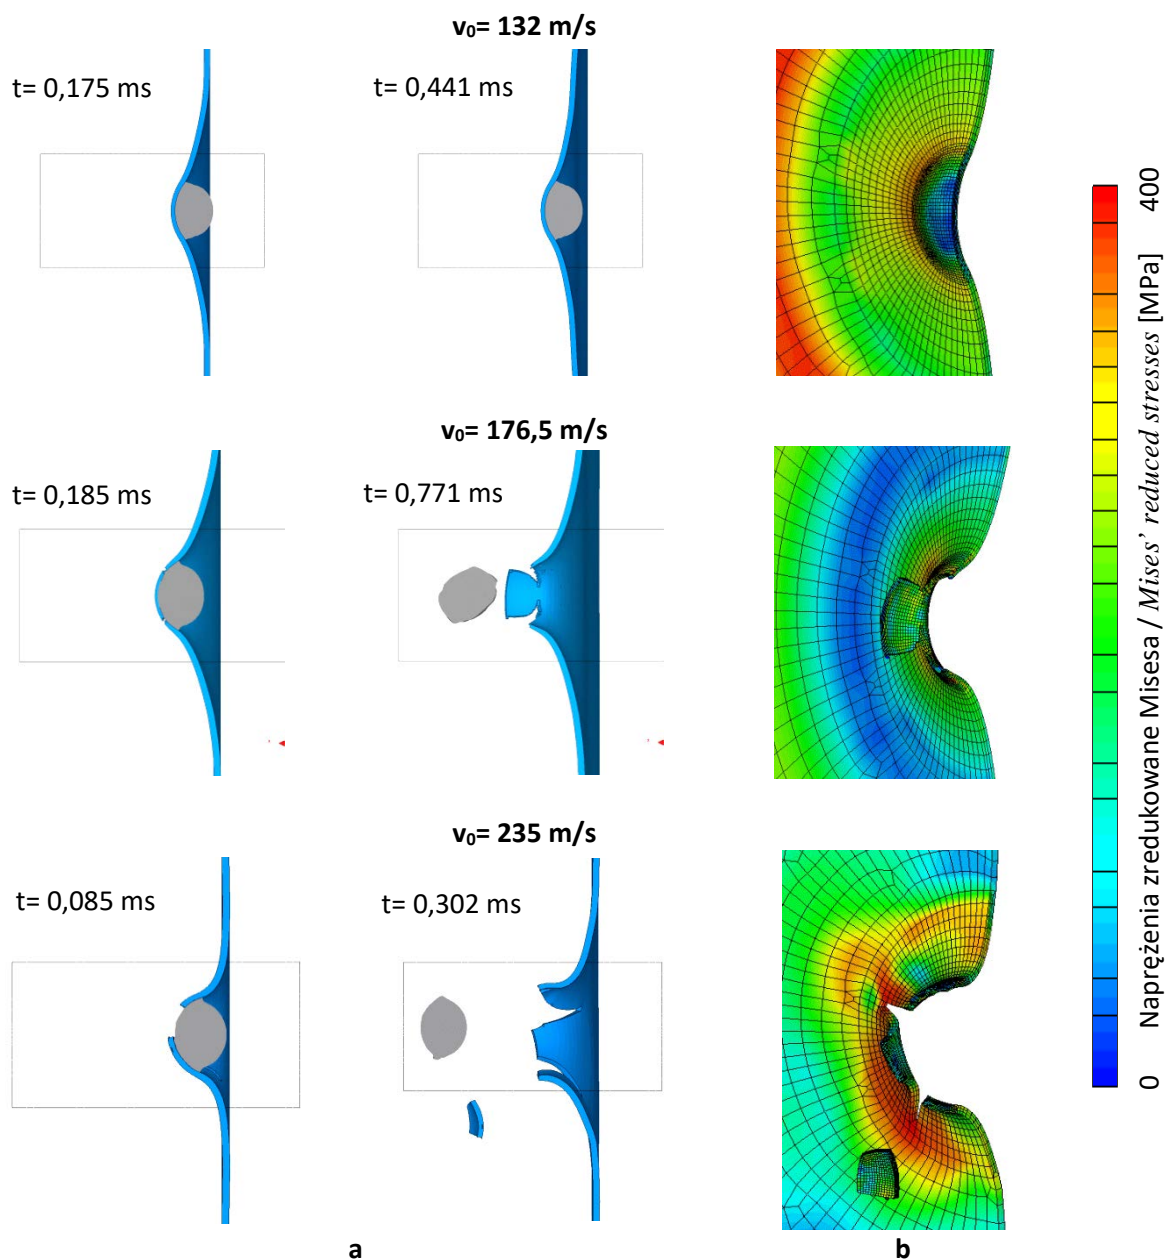 v₀= 132 m/s
t= 0,175 ms
t= 0,441 ms
v₀= 176,5 m/s
t= 0,185 ms
t= 0,771 ms
v₀= 235 m/s
t= 0,085 ms
t= 0,302 ms
a
b
0 Naprężenia zredukowane Misesa / Mises' reduced stresses [MPa] 400